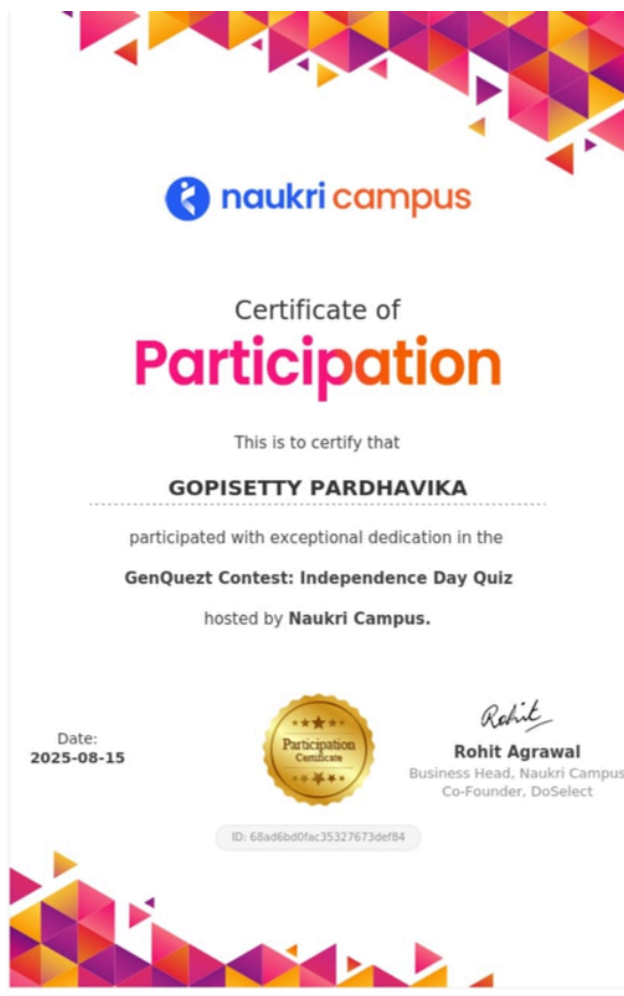 naukri campus
Certificate of
Participation
This is to certify that
GOPISETTY PARDHAVIKA
participated with exceptional dedication in the
GenQuezt Contest: Independence Day Quiz
hosted by Naukri Campus.
Date:
2025-08-15
Participation
Certificate
Rohit
Rohit Agrawal
Business Head, Naukri Campus
Co-Founder, DoSelect
ID: 68ad6bd0fac35327673def84